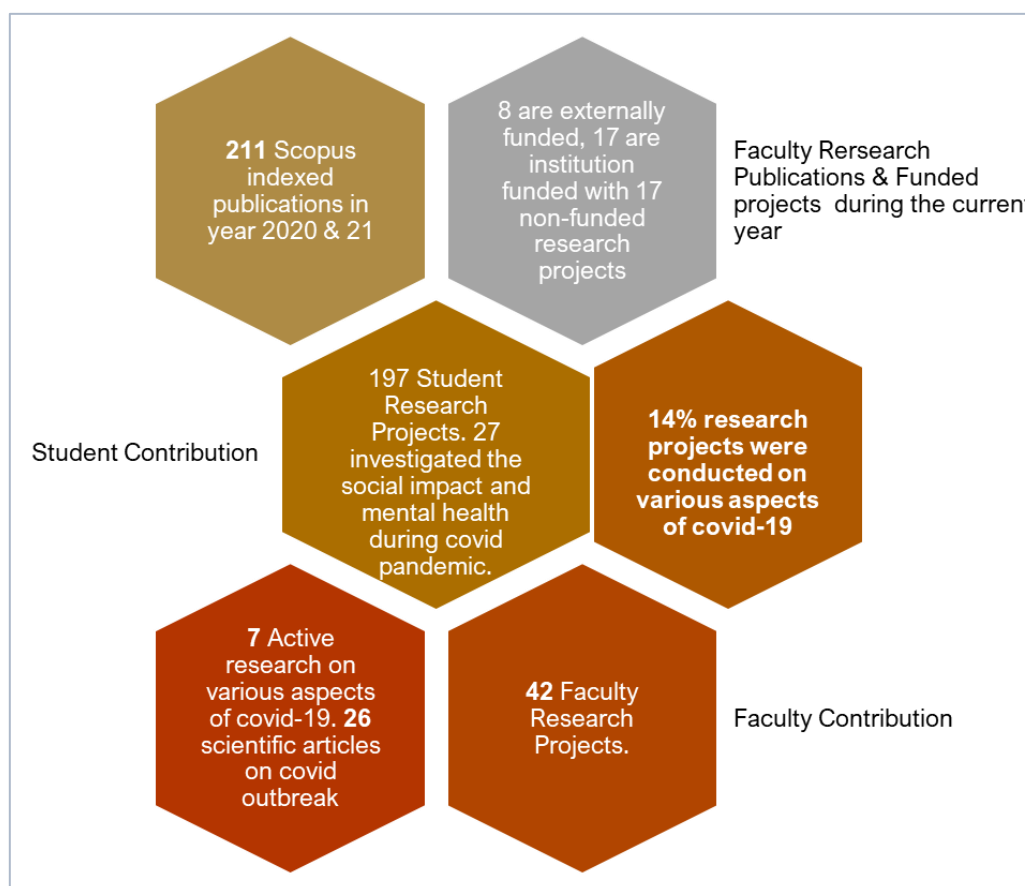 211 Scopus
indexed
publications in
year 2020 & 21
8 are externally
funded, 17 are
institution
funded with 17
non-funded
research
projects
Faculty Rersearch
Publications & Funded
projects during the current
year
Student Contribution
197 Student
Research
Projects. 27
investigated the
social impact and
mental health
during covid
pandemic.
14% research
projects were
conducted on
various aspects
of covid-19
7 Active
research on
various aspects
of covid-19. 26
scientific articles
on covid
outbreak
42 Faculty
Research
Projects.
Faculty Contribution